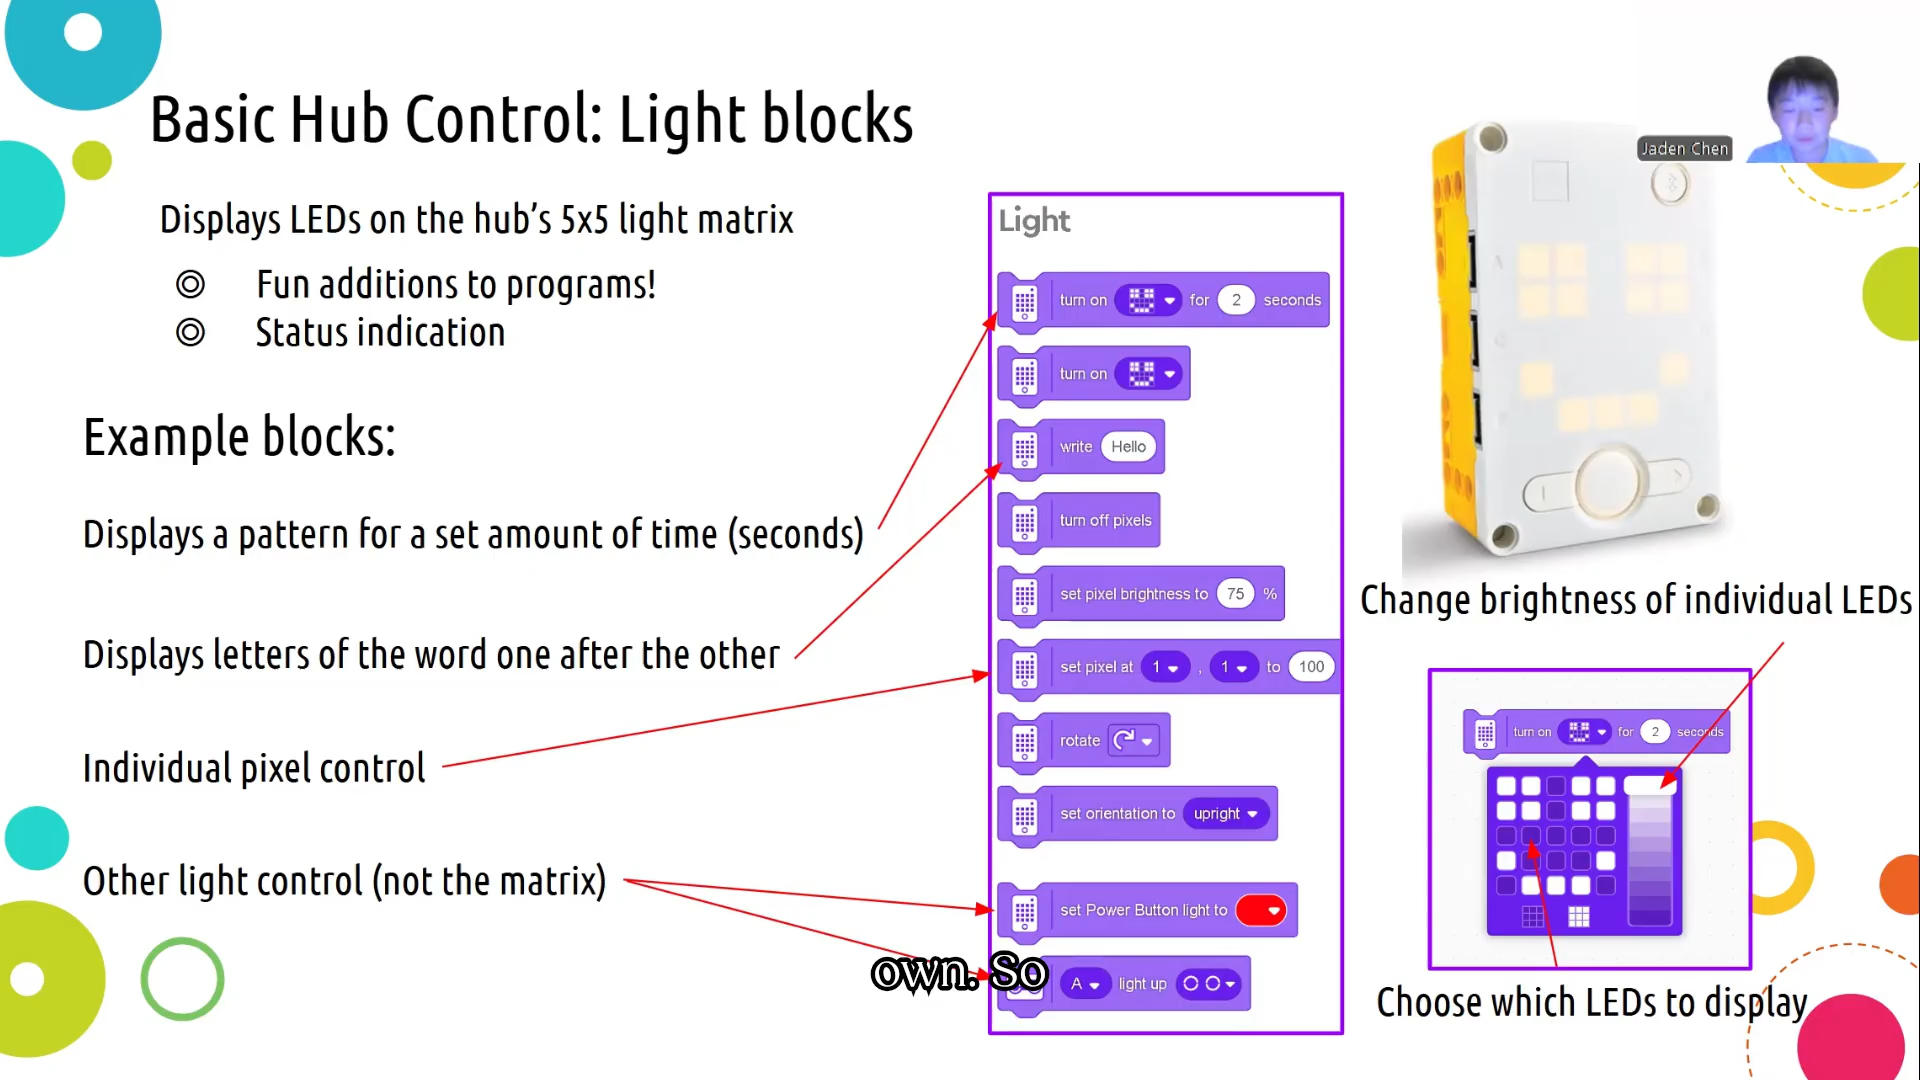 Basic Hub Control: Light blocks
Jaden Chen
Displays LEDs on the hub’s 5x5 light matrix
Fun additions to programs!
Status indication
Example blocks:
Displays a pattern for a set amount of time (seconds)
Displays letters of the word one after the other
Individual pixel control
Other light control (not the matrix)
Light
turn on for 2 seconds
turn on
write Hello
turn off pixels
set pixel brightness to 75 %
set pixel at 1 , 1 to 100
rotate
set orientation to upright
set Power Button light to
A light up
own. So
Change brightness of individual LEDs
turn on for 2 seconds
Choose which LEDs to display